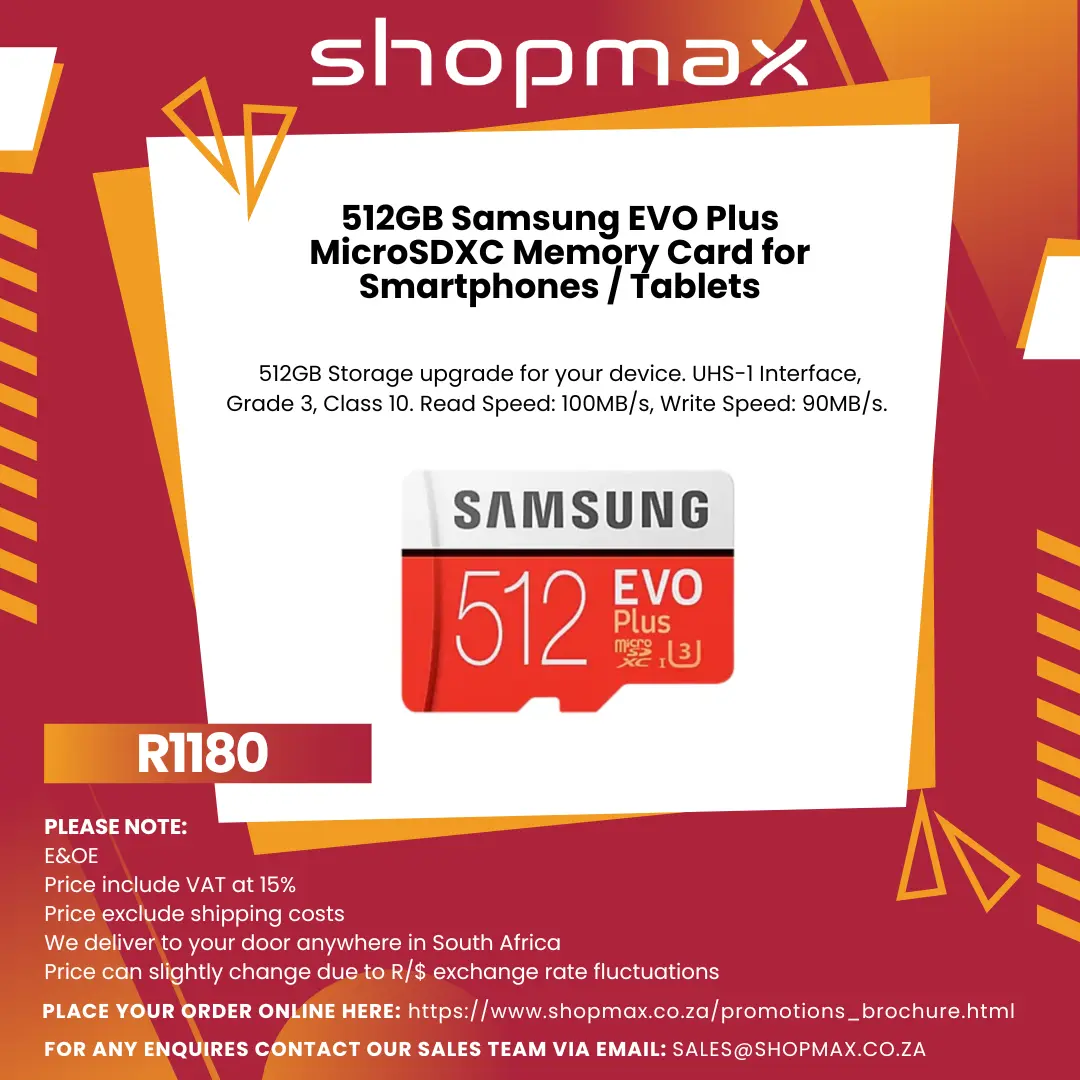 shopmax
512GB Samsung EVO Plus
MicroSDXC Memory Card for
Smartphones / Tablets
512GB Storage upgrade for your device. UHS-1 Interface,
Grade 3, Class 10. Read Speed: 100MB/s, Write Speed: 90MB/s.
SAMSUNG
512 EVO
Plus
micro
SD
XC I U3
R1180
PLEASE NOTE:
E&OE
Price include VAT at 15%
Price exclude shipping costs
We deliver to your door anywhere in South Africa
Price can slightly change due to R/$ exchange rate fluctuations
PLACE YOUR ORDER ONLINE HERE: https://www.shopmax.co.za/promotions_brochure.html
FOR ANY ENQUIRES CONTACT OUR SALES TEAM VIA EMAIL: SALES@SHOPMAX.CO.ZA